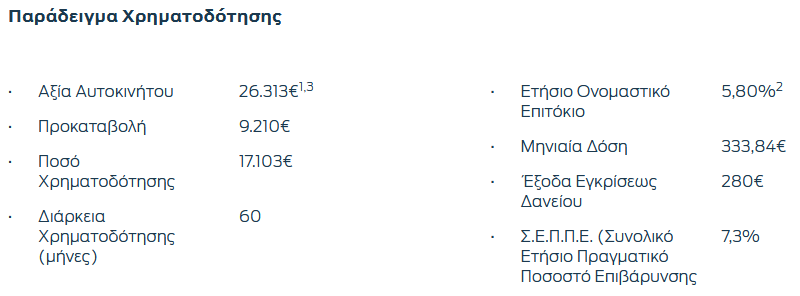 Παράδειγμα Χρηματοδότησης
· Αξία Αυτοκινήτου 26.313€1,3
· Προκαταβολή 9.210€
· Ποσό
Χρηματοδότησης 17.103€
· Διάρκεια
Χρηματοδότησης
(μήνες) 60
· Ετήσιο Ονομαστικό
Επιτόκιο 5,80%2
· Μηνιαία Δόση 333,84€
· Έξοδα Εγκρίσεως
Δανείου 280€
· Σ.Ε.Π.Π.Ε. (Συνολικό
Ετήσιο Πραγματικό
Ποσοστό Επιβάρυνσης 7,3%